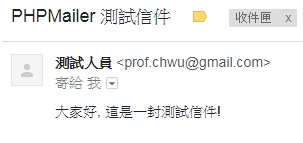 PHPMailer 測試信件 收件匣 x
測試人員 <prof.chwu@gmail.com>
寄給 我
大家好, 這是一封測試信件!